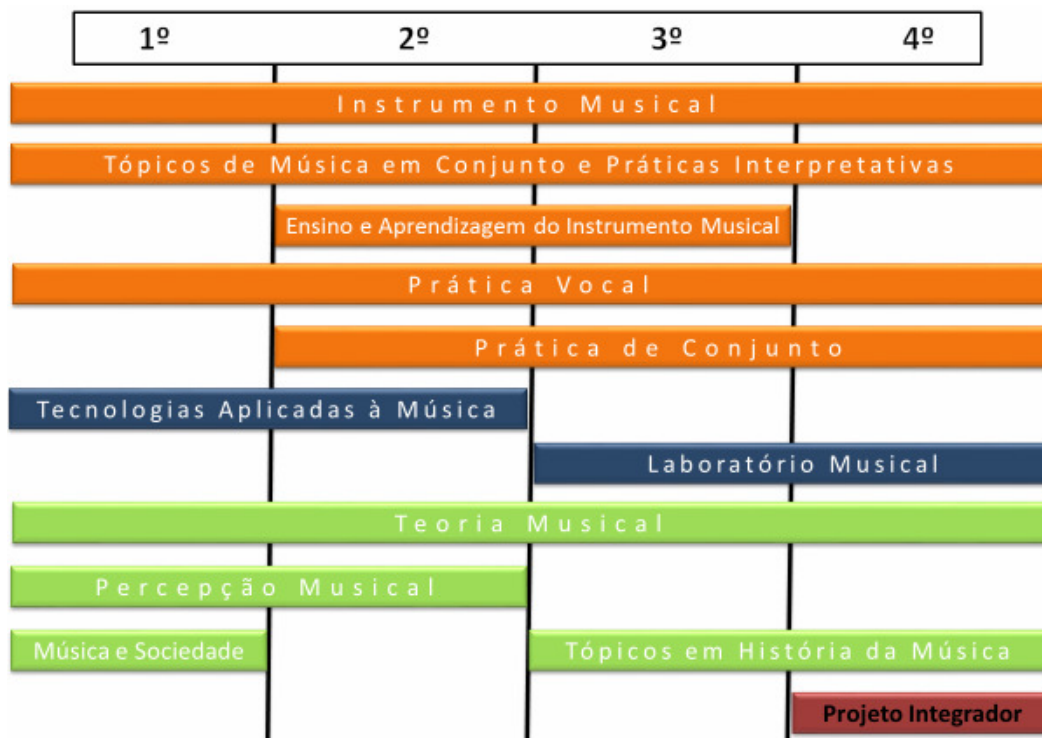 1º 2º 3º 4º
Instrumento Musical
Tópicos de Música em Conjunto e Práticas Interpretativas
Ensino e Aprendizagem do Instrumento Musical
Prática Vocal
Prática de Conjunto
Tecnologias Aplicadas à Música
Laboratório Musical
Teoria Musical
Percepção Musical
Música e Sociedade
Tópicos em História da Música
Projeto Integrador